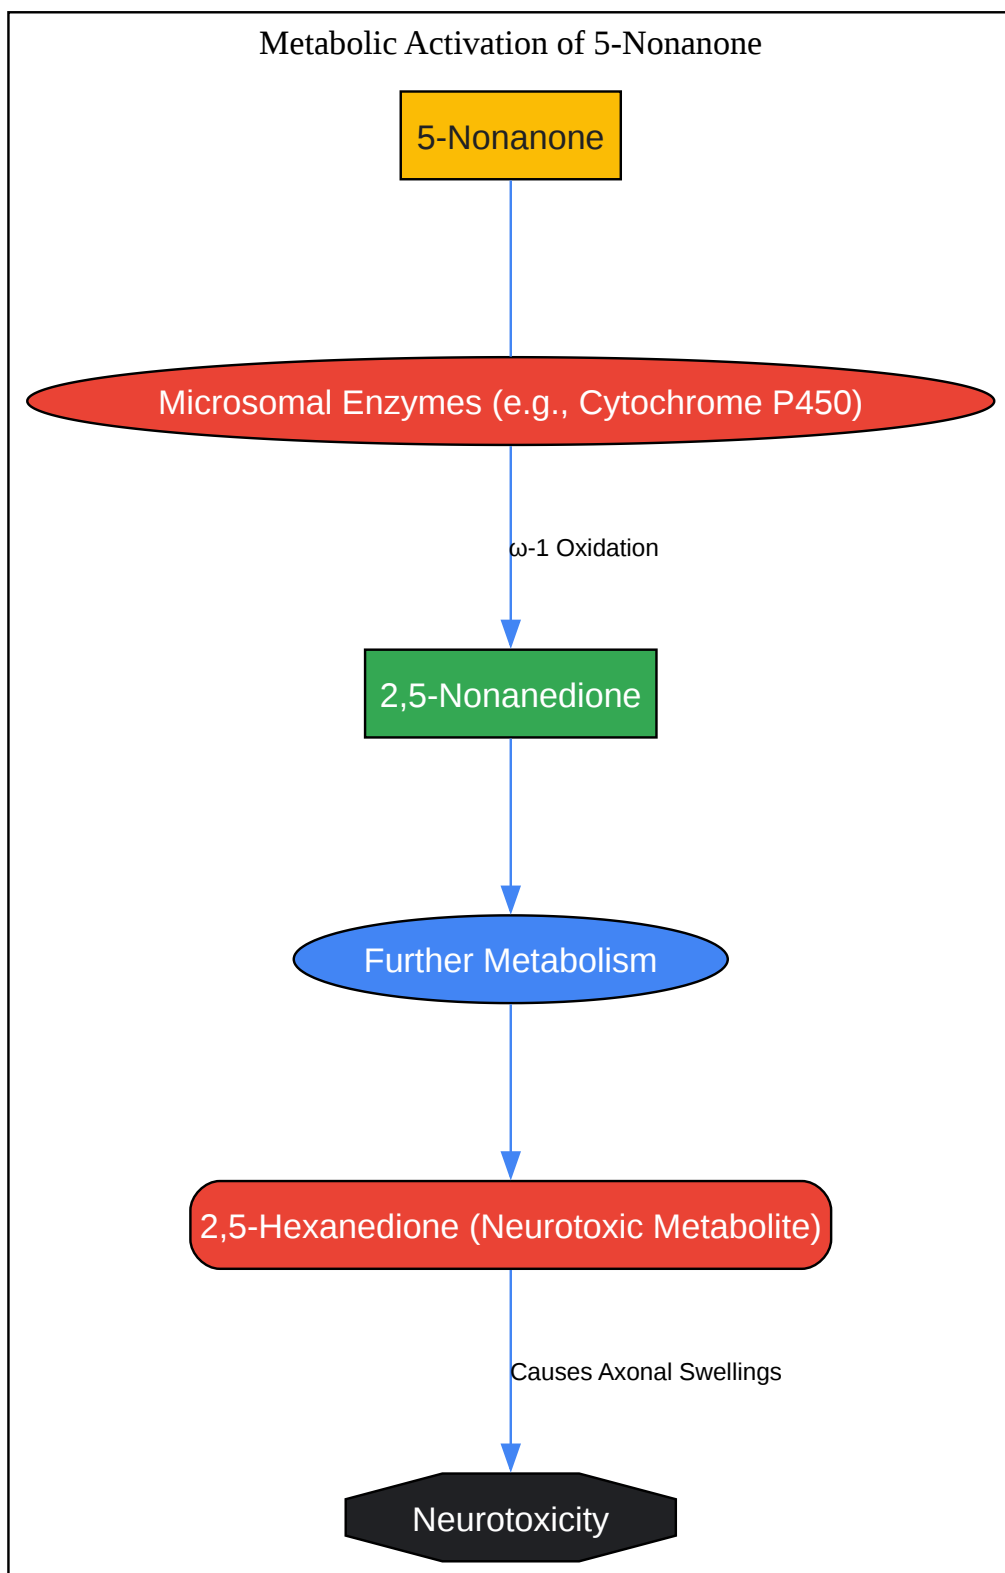 Metabolic Activation of 5-Nonanone
5-Nonanone
Microsomal Enzymes (e.g., Cytochrome P450)
ω-1 Oxidation
2,5-Nonanedione
Further Metabolism
2,5-Hexanedione (Neurotoxic Metabolite)
Causes Axonal Swellings
Neurotoxicity